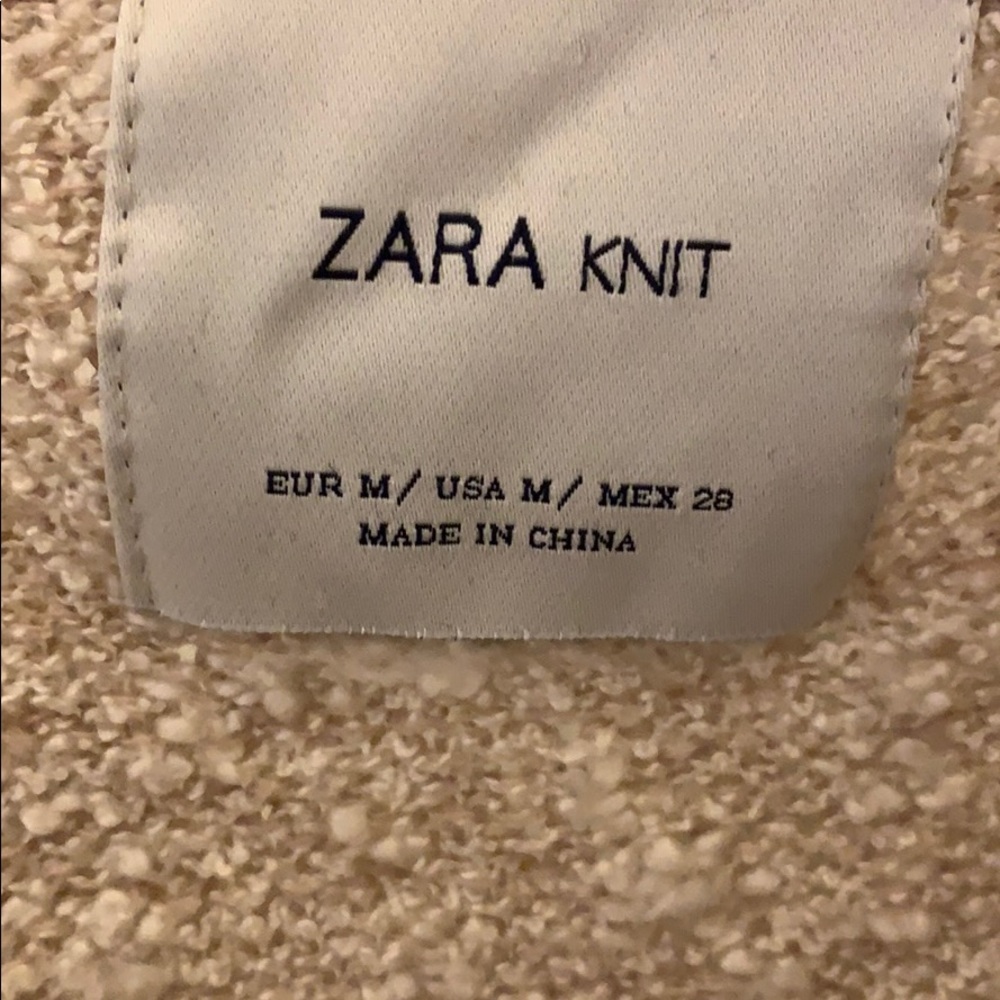 ZARA KNIT
EUR M/ USA M/ MEX 28
MADE IN CHINA